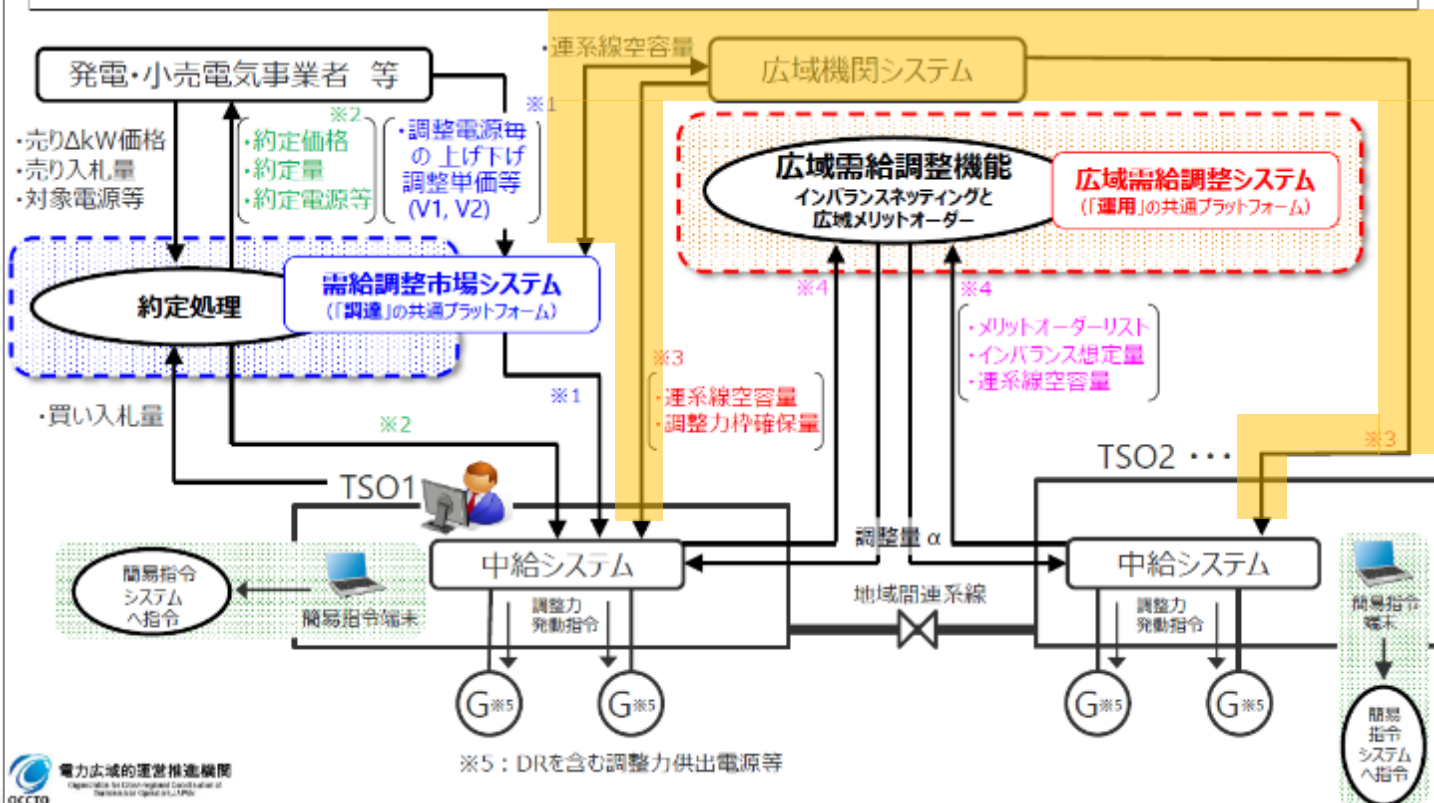 ・連系線空容量
発電・小売電気事業者 等
広域機関システム
※1
※2
・売りΔkW価格
・売り入札量
・対象電源等
・約定価格
・約定量
・約定電源等
・調整電源毎
の 上げ下げ
調整単価等
(V1, V2)
広域需給調整機能
インバランスネッティングと
広域メリットオーダー
広域需給調整システム
(「運用」の共通プラットフォーム)
約定処理
需給調整市場システム
(「調達」の共通プラットフォーム)
※4
※4
・メリットオーダーリスト
・インバランス想定量
・連系線空容量
※3
・連系線空容量
・調整力枠確保量
※1
・買い入札量
※2
※3
TSO1
TSO2 ・・・
中給システム
調整量 α
中給システム
簡易指令
システム
へ指令
簡易指令端末
調整力
発動指令
地域間連系線
調整力
発動指令
簡易指令
端末
G※5
G※5
G※5
G※5
簡易
指令
システム
へ指令
※5：DRを含む調整力供出電源等
電力広域的運営推進機関
OCCTO